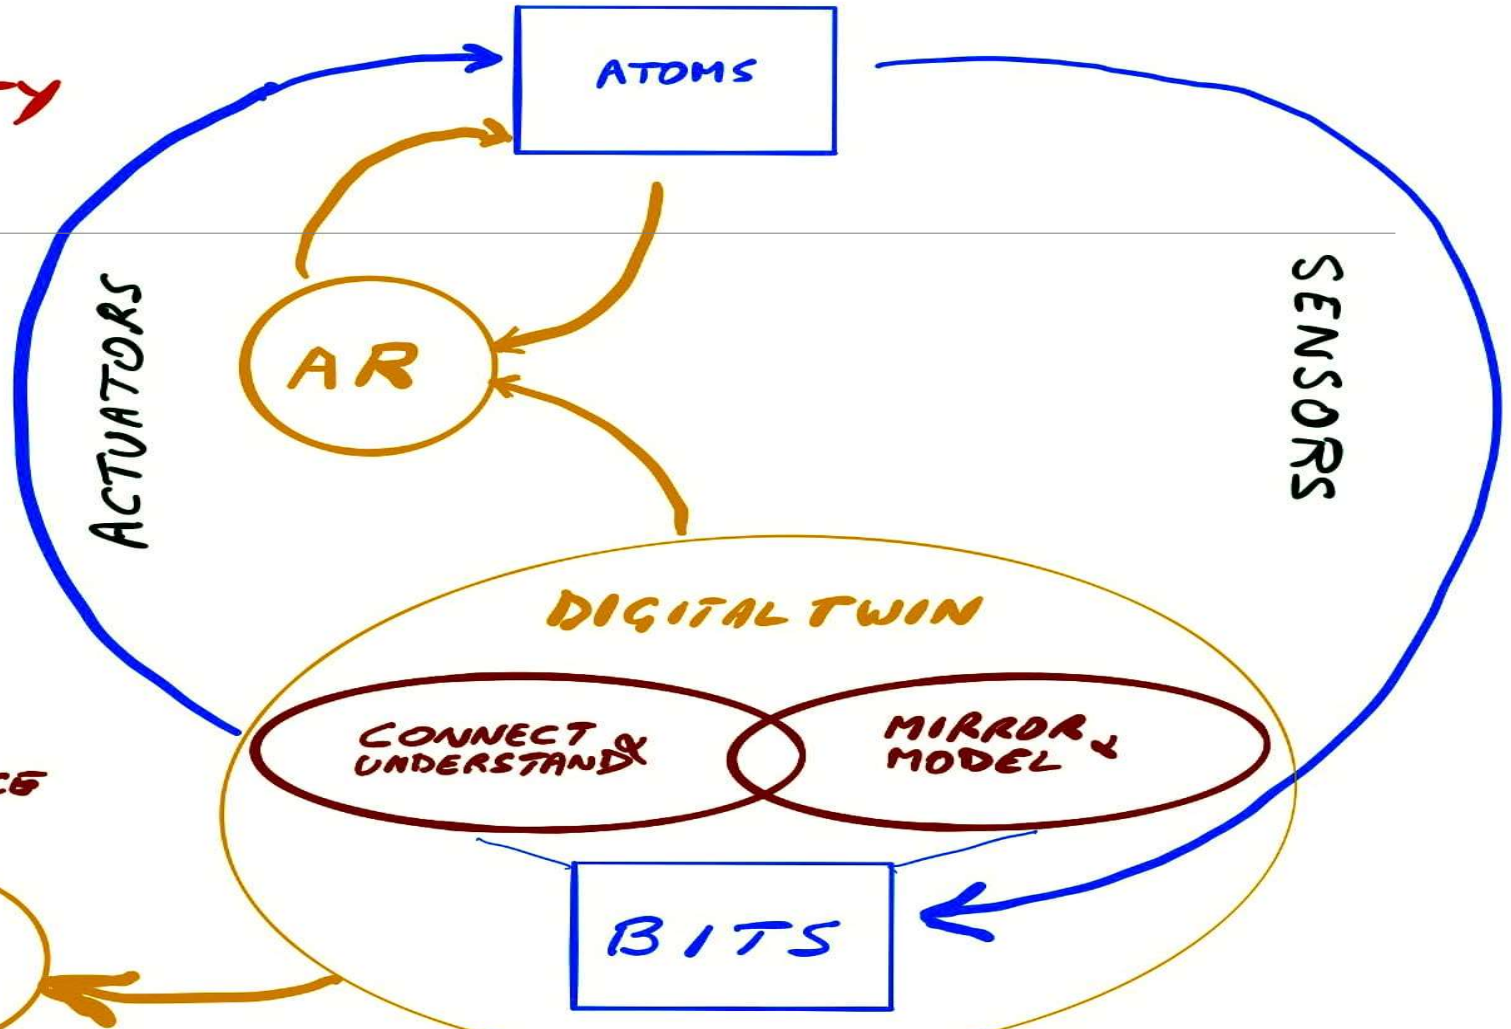 ATOMS
ACTUATORS
SENSORS
AR
DIGITAL TWIN
CONNECT &
UNDERSTAND
MIRROR &
MODEL
BITS